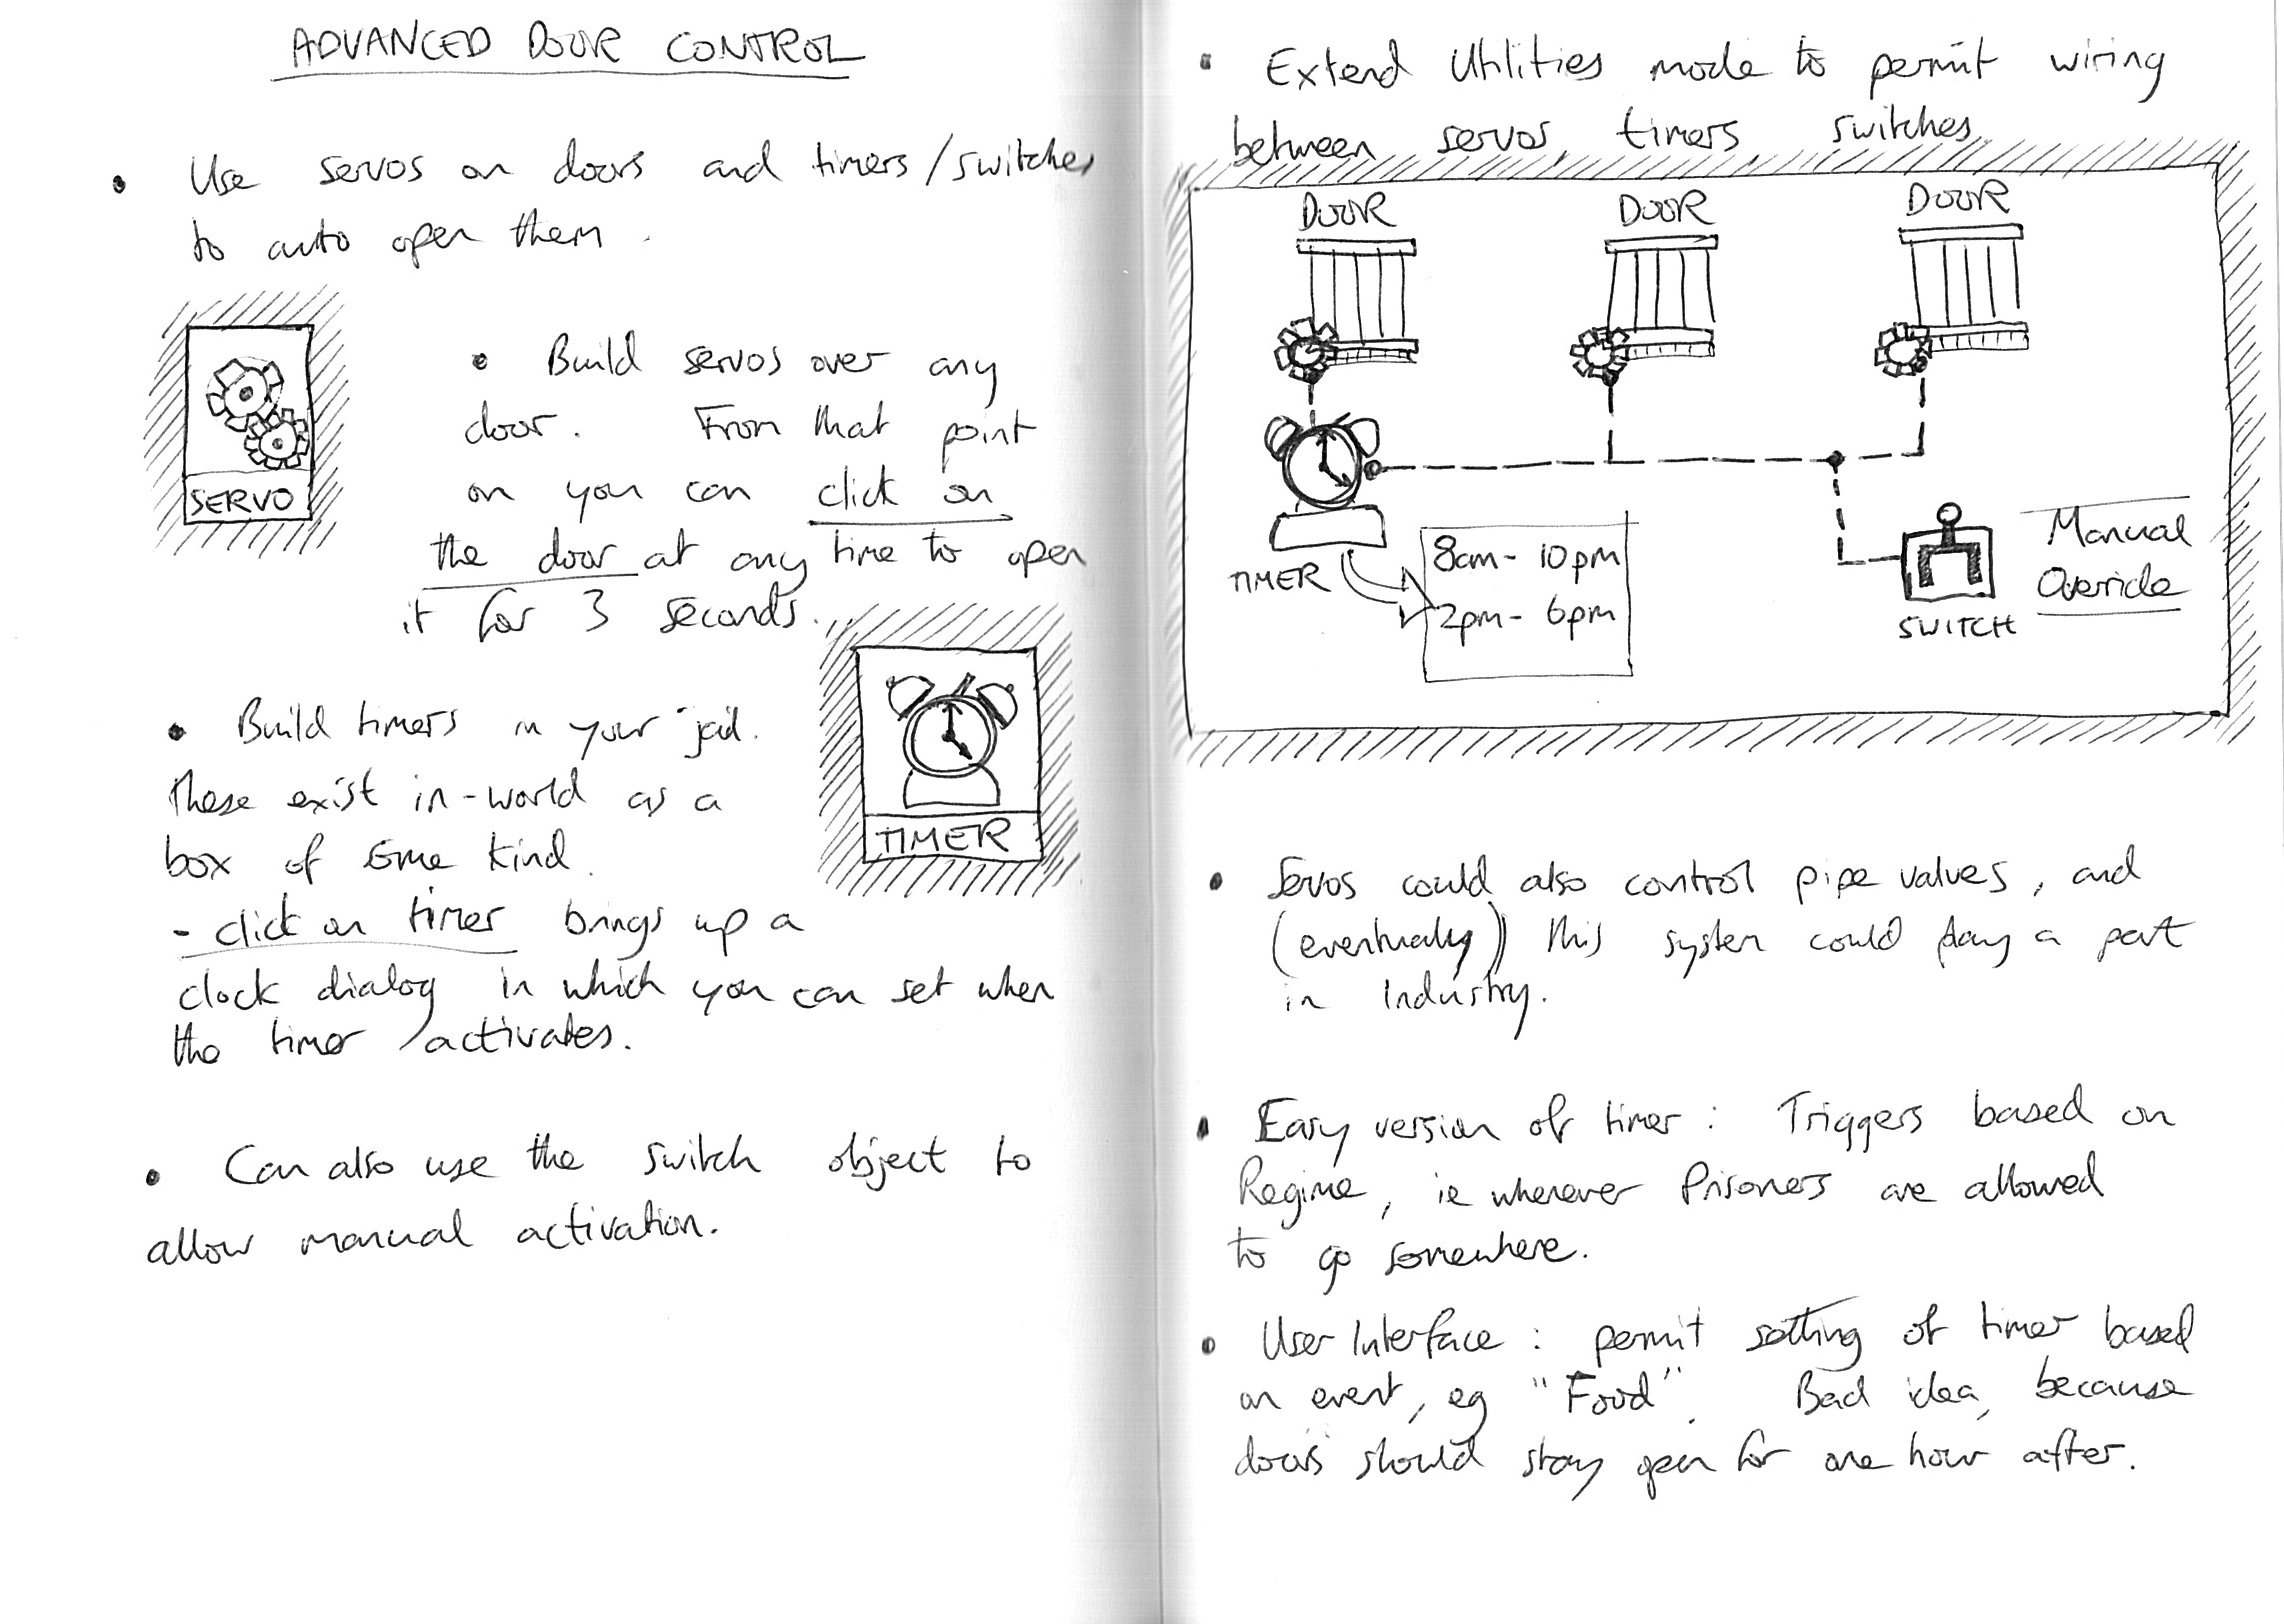 ADVANCED DOOR CONTROL
• Use servos on doors and timers/switches
to auto open them.
SERVO
• Build servos over any
door. From that point
on you can click on
the door at any time to open
it for 3 seconds.
• Build timers in your jail.
These exist in-world as a
box of some kind.
- click on timer brings up a
clock dialog in which you can set when
the timer activates.
TIMER
• Can also use the switch object to
allow manual activation.
• Extend Utilities mode to permit wiring
between servos, timers, switches.
DOOR DOOR DOOR
TIMER
8am - 10pm
2pm - 6pm
SWITCH
Manual
Override
• Servos could also control pipe valves, and
(eventually) this system could play a part
in Industry.
• Easy version of timer : Triggers based on
Regime, ie wherever Prisoners are allowed
to go somewhere.
• User Interface : permit setting of timer based
on event, eg "Food". Bad idea, because
doors should stay open for one hour after.